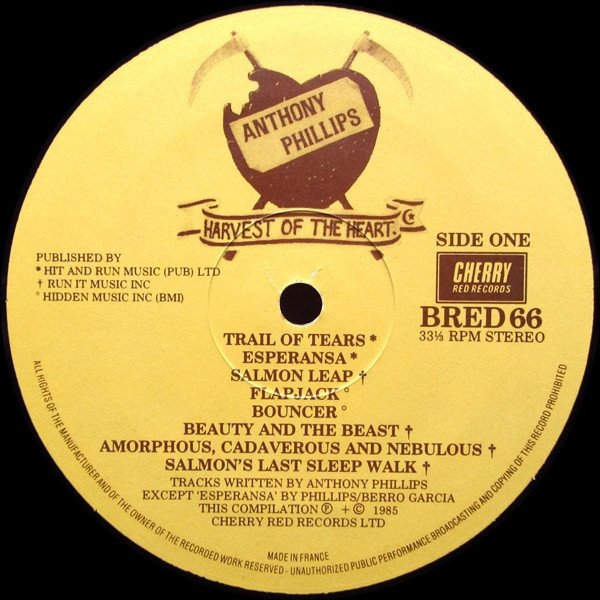 ANTHONY
PHILLIPS
HARVEST OF THE HEART.
PUBLISHED BY
* HIT AND RUN MUSIC (PUB) LTD
† RUN IT MUSIC INC
° HIDDEN MUSIC INC (BMI)
SIDE ONE
CHERRY
RED RECORDS
BRED 66
33⅓ RPM STEREO
TRAIL OF TEARS *
ESPERANSA *
SALMON LEAP †
FLAPJACK °
BOUNCER °
BEAUTY AND THE BEAST †
AMORPHOUS, CADAVEROUS AND NEBULOUS †
SALMON'S LAST SLEEP WALK †
TRACKS WRITTEN BY ANTHONY PHILLIPS
EXCEPT 'ESPERANSA' BY PHILLIPS/BERRO GARCIA
THIS COMPILATION ℗ + © 1985
CHERRY RED RECORDS LTD
MADE IN FRANCE
ALL RIGHTS OF THE MANUFACTURER AND OF THE OWNER OF THE RECORDED WORK RESERVED - UNAUTHORIZED PUBLIC PERFORMANCE BROADCASTING AND COPYING OF THIS RECORD PROHIBITED